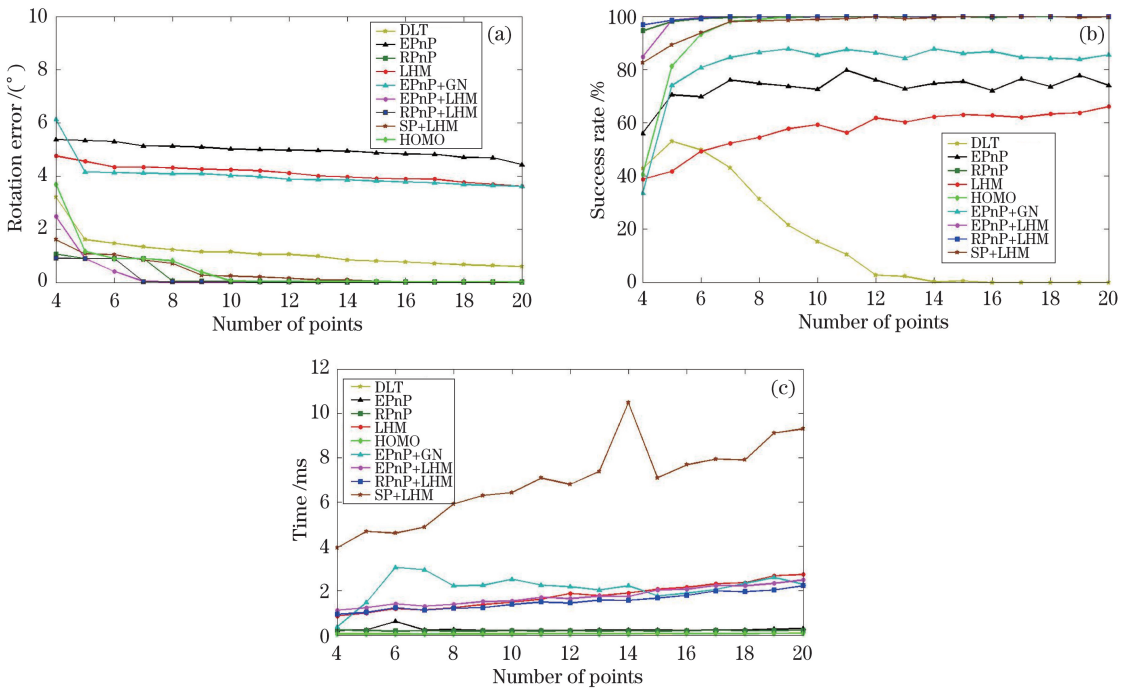 (a)
10
8
6
4
2
0
Rotation error /(°)
DLT
EPnP
RPnP
LHM
EPnP+GN
EPnP+LHM
RPnP+LHM
SP+LHM
HOMO
4 6 8 10 12 14 16 18 20
Number of points
(b)
100
80
60
40
20
0
Success rate /%
DLT
EPnP
RPnP
LHM
HOMO
EPnP+GN
EPnP+LHM
RPnP+LHM
SP+LHM
4 6 8 10 12 14 16 18 20
Number of points
(c)
12
10
8
6
4
2
0
Time /ms
DLT
EPnP
RPnP
LHM
HOMO
EPnP+GN
EPnP+LHM
RPnP+LHM
SP+LHM
4 6 8 10 12 14 16 18 20
Number of points